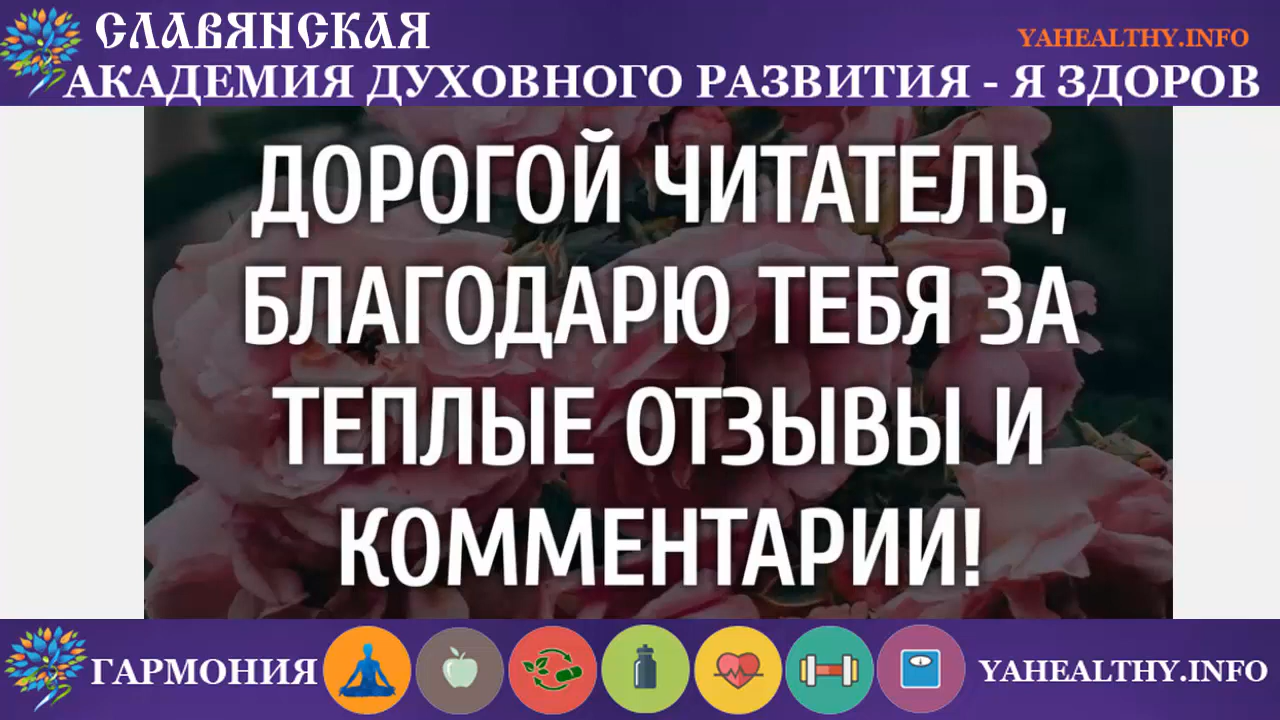 СЛАВЯНСКАЯ
YAHEALTHY.INFO
АКАДЕМИЯ ДУХОВНОГО РАЗВИТИЯ - Я ЗДОРОВ
ДОРОГОЙ ЧИТАТЕЛЬ,
БЛАГОДАРЮ ТЕБЯ ЗА
ТЕПЛЫЕ ОТЗЫВЫ И
КОММЕНТАРИИ!
ГАРМОНИЯ
YAHEALTHY.INFO